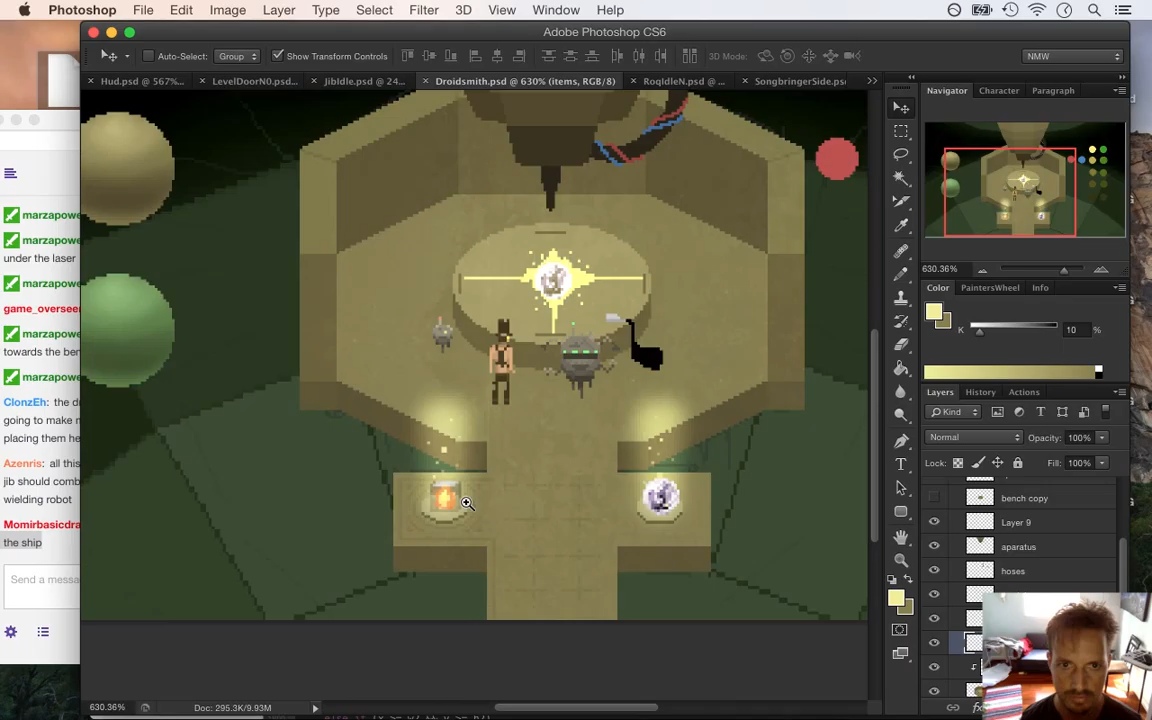 Photoshop File Edit Image Layer Type Select Filter 3D View Window Help
Adobe Photoshop CS6
Auto-Select: Group Show Transform Controls 3D Mode: NMW
Hud.psd @ 567%... LevelDoorN0.psd... JibIdle.psd @ 24... Droidsmith.psd @ 630% (items, RGB/8) RoqIdleN.psd @ ... SongbringerSide.ps
Navigator Character Paragraph
630.36%
Color PaintersWheel Info
K 10 %
Layers History Actions
Kind
Normal Opacity: 100%
Lock: Fill: 100%
bench copy
Layer 9
aparatus
hoses
marzapowe
marzapowe
under the laser
marzapowe
game_oversee
marzapowe
towards the ben
marzapowe
ClonzEh: the d
going to make
placing them he
Azenris: all this
jib should comb
wielding robot
Momirbasicdra
the ship
Send a messa
630.36% Doc: 295.3K/9.93M